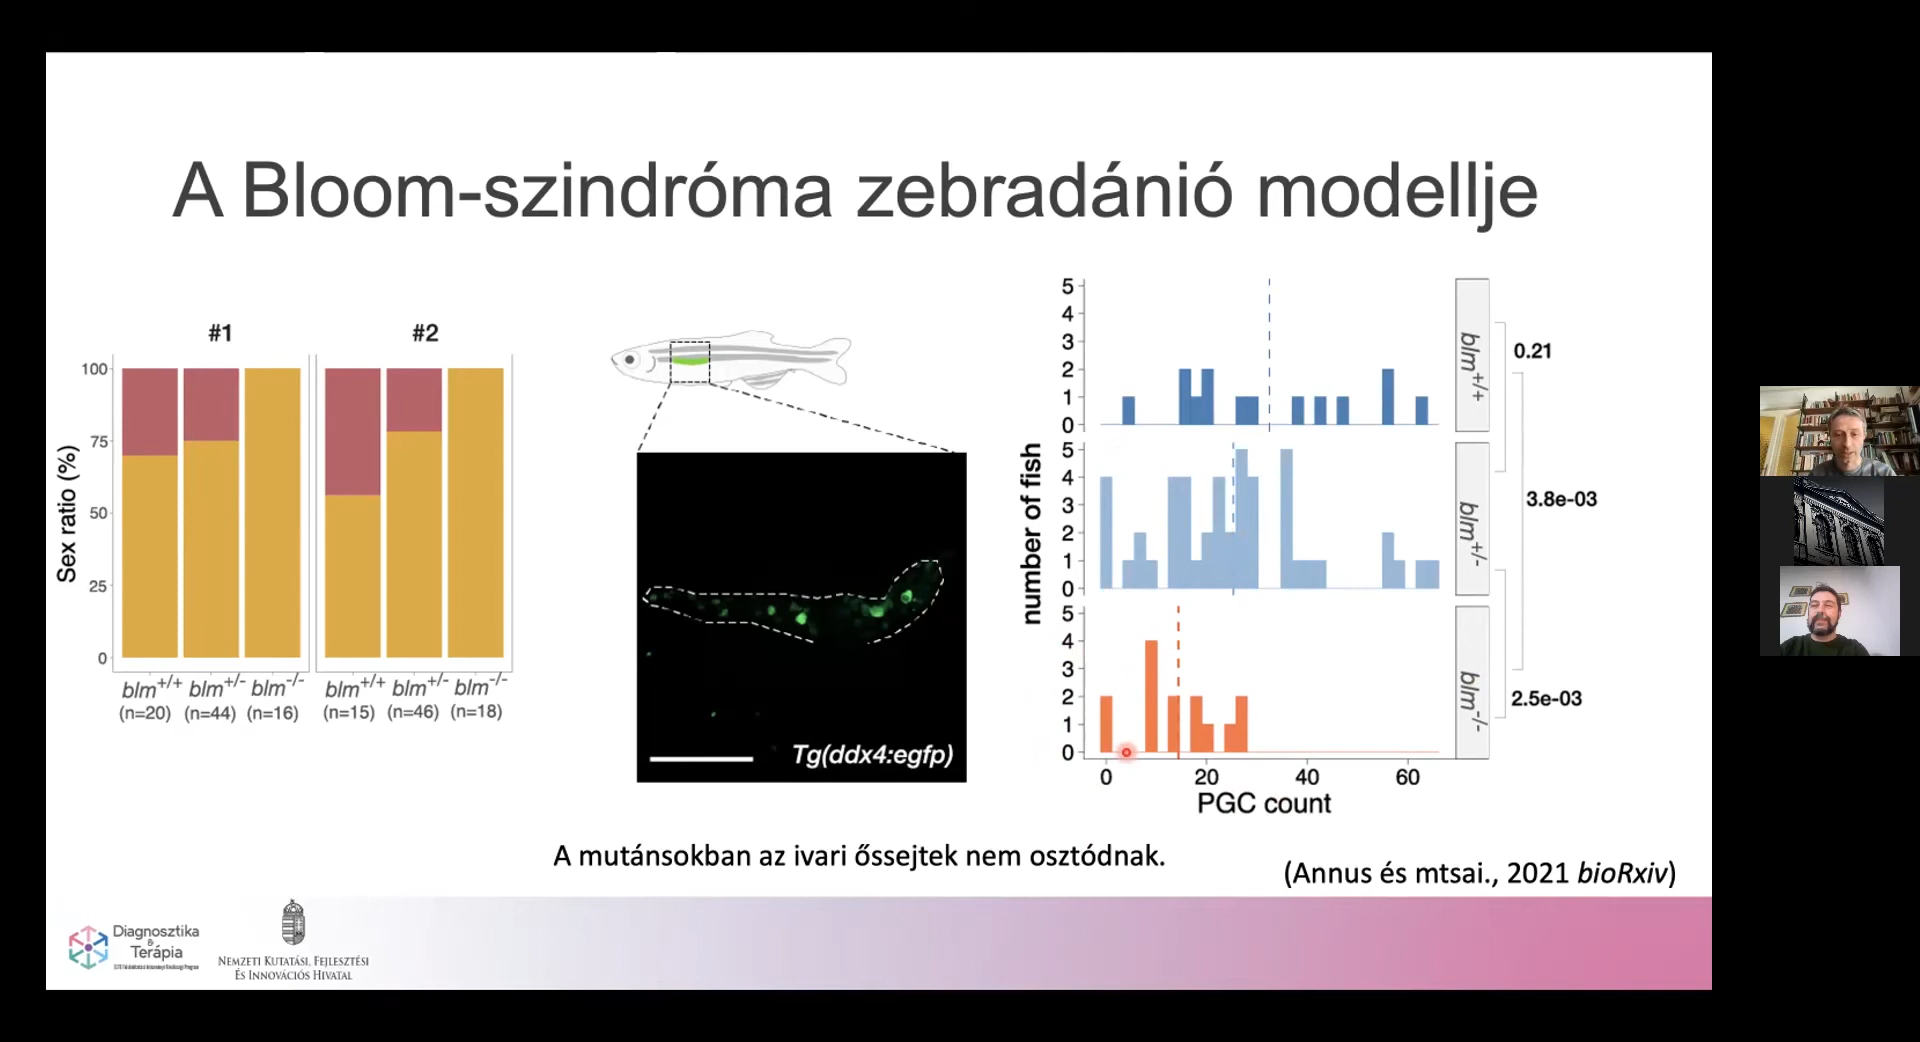 A Bloom-szindróma zebradánió modellje
#1
#2
Sex ratio (%)
100
75
50
25
0
blm+/+
blm+/-
blm-/-
(n=20)
(n=44)
(n=16)
blm+/+
blm+/-
blm-/-
(n=15)
(n=46)
(n=18)
Tg(ddx4:egfp)
number of fish
5
4
3
2
1
0
blm+/+
5
4
3
2
1
0
blm+/-
5
4
3
2
1
0
blm-/-
0.21
3.8e-03
2.5e-03
0
20
40
60
PGC count
A mutánsokban az ivari őssejtek nem osztódnak.
(Annus és mtsai., 2021 bioRxiv)
Diagnosztika
&
Terápia
NEMZETI KUTATÁSI, FEJLESZTÉSI
ÉS INNOVÁCIÓS HIVATAL